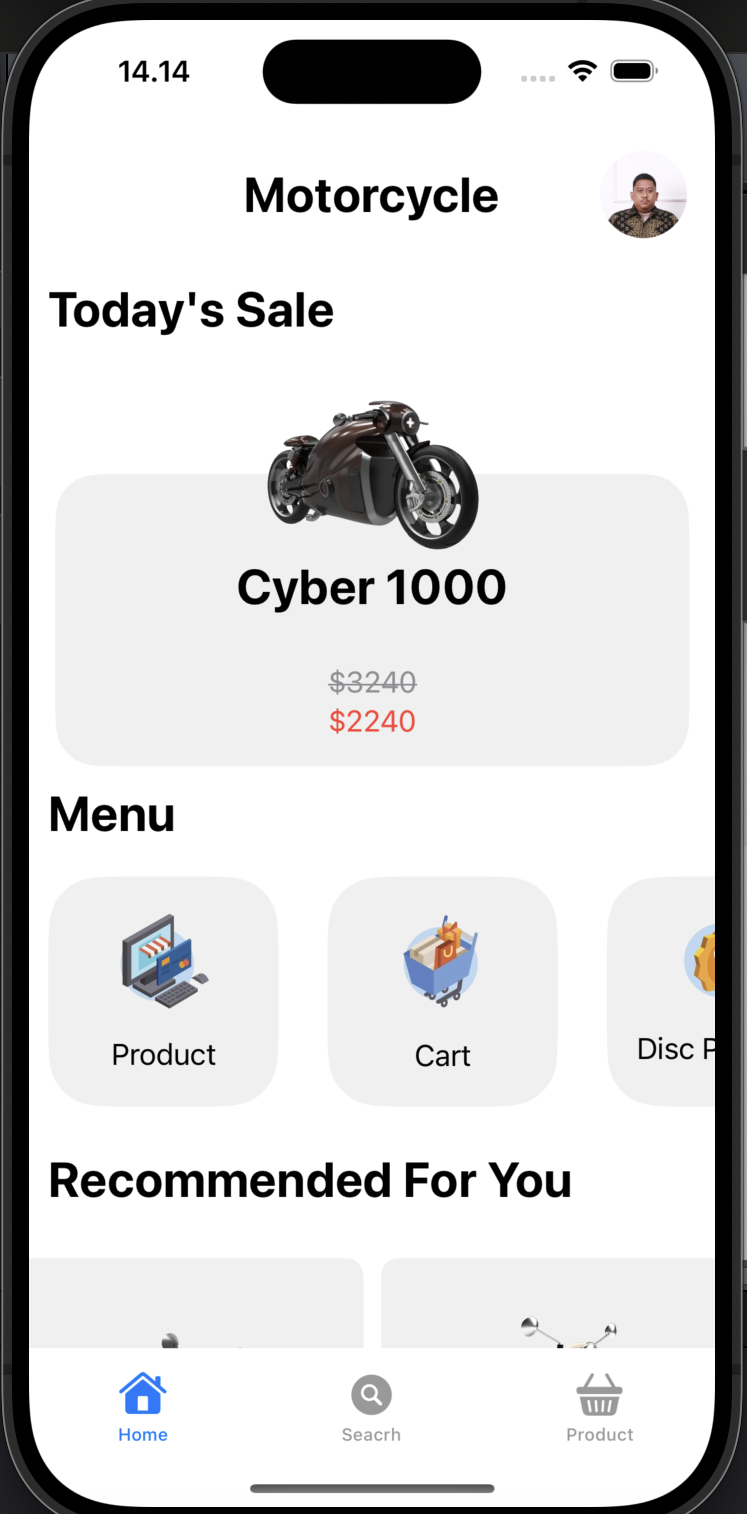 14.14
Motorcycle
Today's Sale
Cyber 1000
$3240
$2240
Menu
Product
Cart
Disc P
Recommended For You
Home
Seacrh
Product